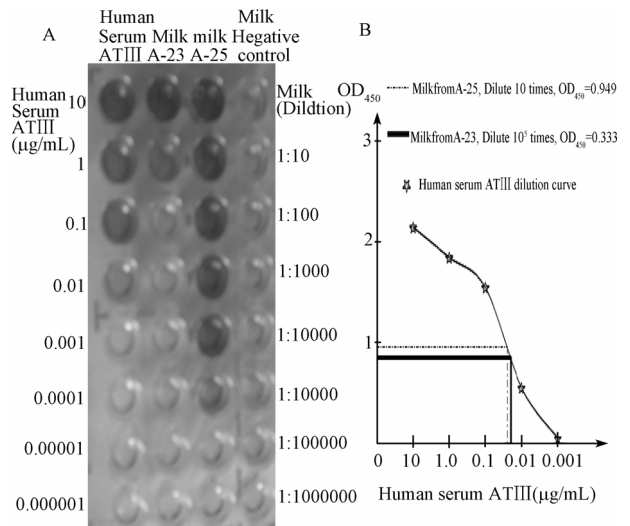 A
Human Serum ATIII
Milk A-23
milk A-25
Milk Hegative control
B
Human Serum ATIII (μg/mL)
10
1
0.1
0.01
0.001
0.0001
0.00001
0.000001
Milk (Dildtion)
1:10
1:100
1:1000
1:10000
1:10000
1:100000
1:1000000
OD450
MilkfromA-25, Dilute 10 times, OD450=0.949
MilkfromA-23, Dilute 10⁵ times, OD450=0.333
Human serum ATIII dilution curve
3
2
1
0 10 1.0 0.1 0.01 0.001
Human serum ATIII(μg/mL)